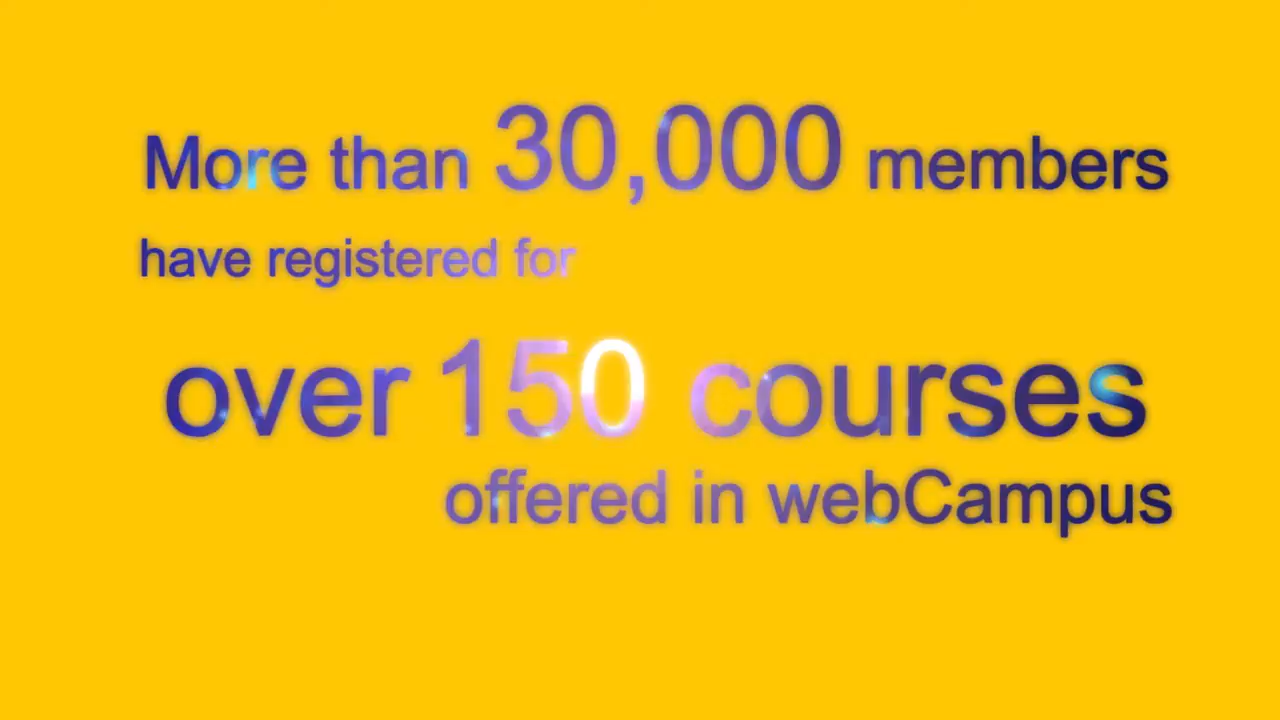 More than 30,000 members
have registered for
over 150 courses
offered in webCampus